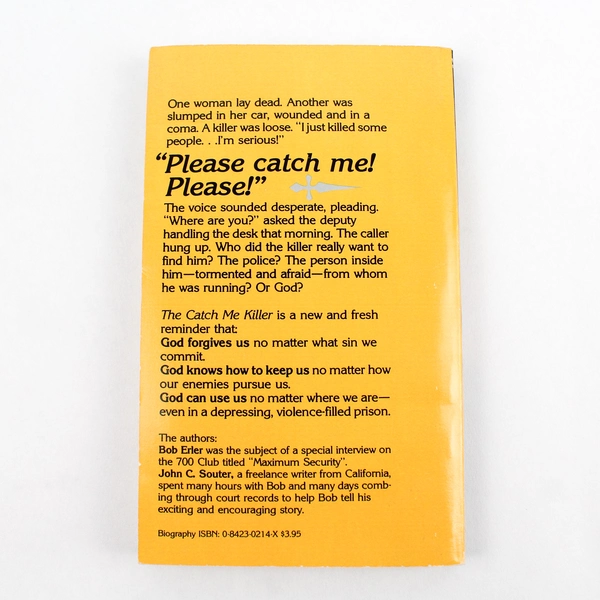 One woman lay dead. Another was
slumped in her car, wounded and in a
coma. A killer was loose. "I just killed some
people. . .I'm serious!"
"Please catch me!
Please!"
The voice sounded desperate, pleading.
"Where are you?" asked the deputy
handling the desk that morning. The caller
hung up. Who did the killer really want to
find him? The police? The person inside
him—tormented and afraid—from whom
he was running? Or God?
The Catch Me Killer is a new and fresh
reminder that:
God forgives us no matter what sin we
commit.
God knows how to keep us no matter how
our enemies pursue us.
God can use us no matter where we are—
even in a depressing, violence-filled prison.
The authors:
Bob Erler was the subject of a special interview on
the 700 Club titled "Maximum Security".
John C. Souter, a freelance writer from California,
spent many hours with Bob and many days comb-
ing through court records to help Bob tell his
exciting and encouraging story.
Biography ISBN: 0-8423-0214-X $3.95